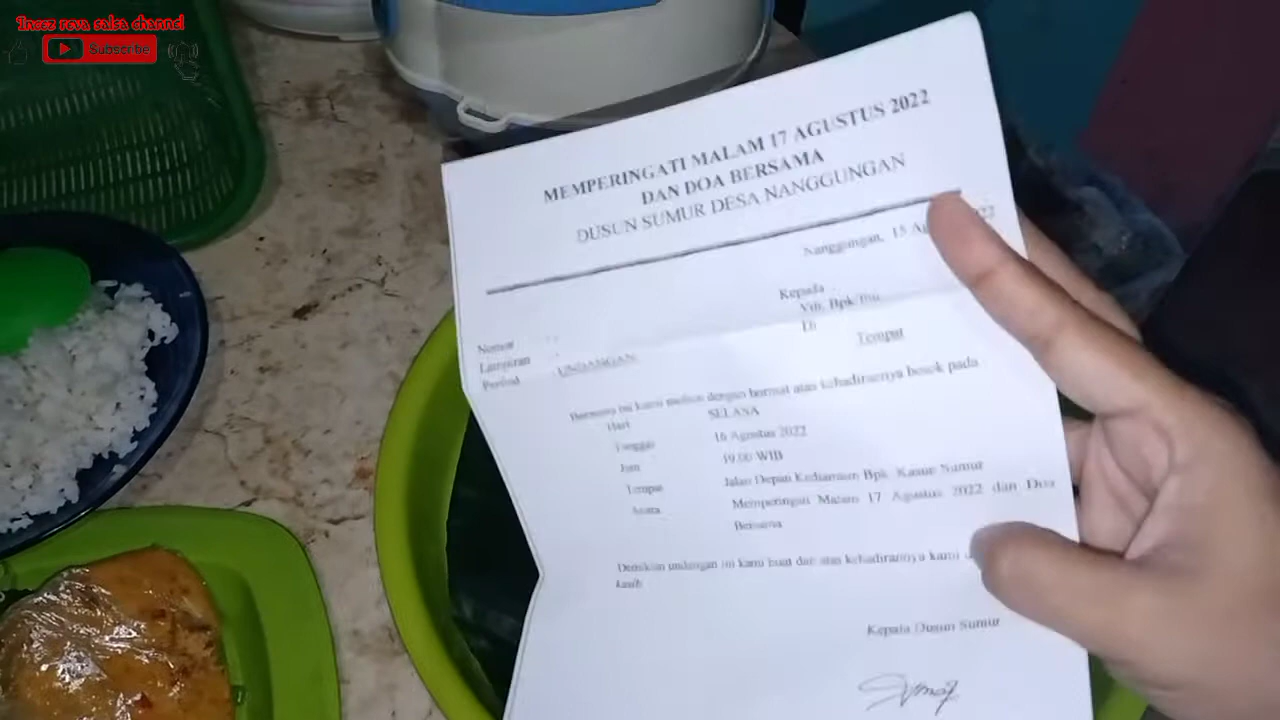 Incez reva salsa channel
Subscribe
MEMPERINGATI MALAM 17 AGUSTUS 2022
DAN DOA BERSAMA
DUSUN SUMUR DESA NANGGUNGAN
Nanggungan, 15
Kepada
Yth. Bpk/Ibu
Di
Tempat
Nomor :
Lampiran :
Perihal : UNDANGAN
Bersama ini kami mohon dengan hormat atas kehadirannya besok pada
Hari SELASA
Tanggal 16 Agustus 2022
Jam 19.00 WIB
Tempat Jalan Depan Kediaman Bpk. Sumur
Acara Memperingati Malam 17 Agustus 2022 dan Doa
Bersama
Demikian undangan ini kami buat dan atas kehadirannya kami
kasih
Kepala Dusun Sumur